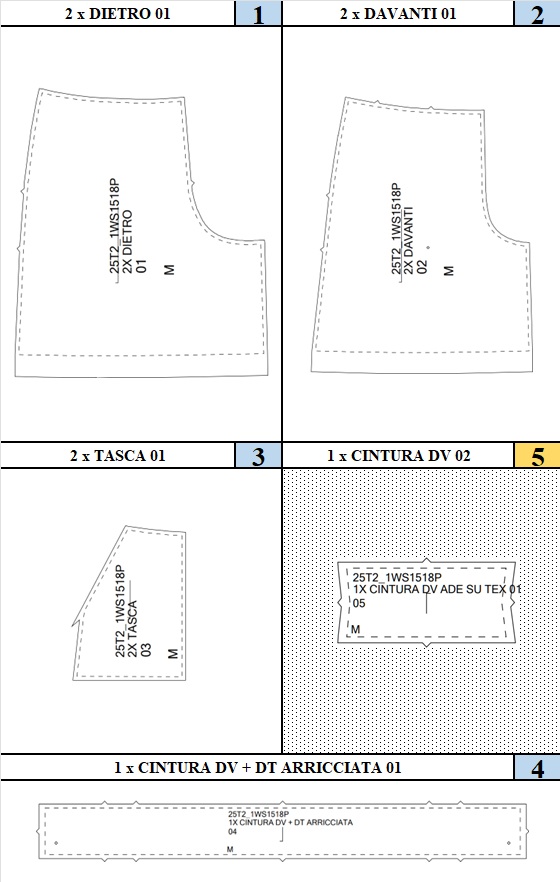 2 x DIETRO 01
1
2 x DAVANTI 01
2
25T2_1WS1518P
2X DIETRO
01
M
25T2_1WS1518P
2X DAVANTI
02
M
2 x TASCA 01
3
1 x CINTURA DV 02
5
25T2_1WS1518P
2X TASCA
03
M
25T2_1WS1518P
1X CINTURA DV ADE SU TEX 01
05
M
1 x CINTURA DV + DT ARRICCIATA 01
4
25T2_1WS1518P
1X CINTURA DV + DT ARRICCIATA
04
M